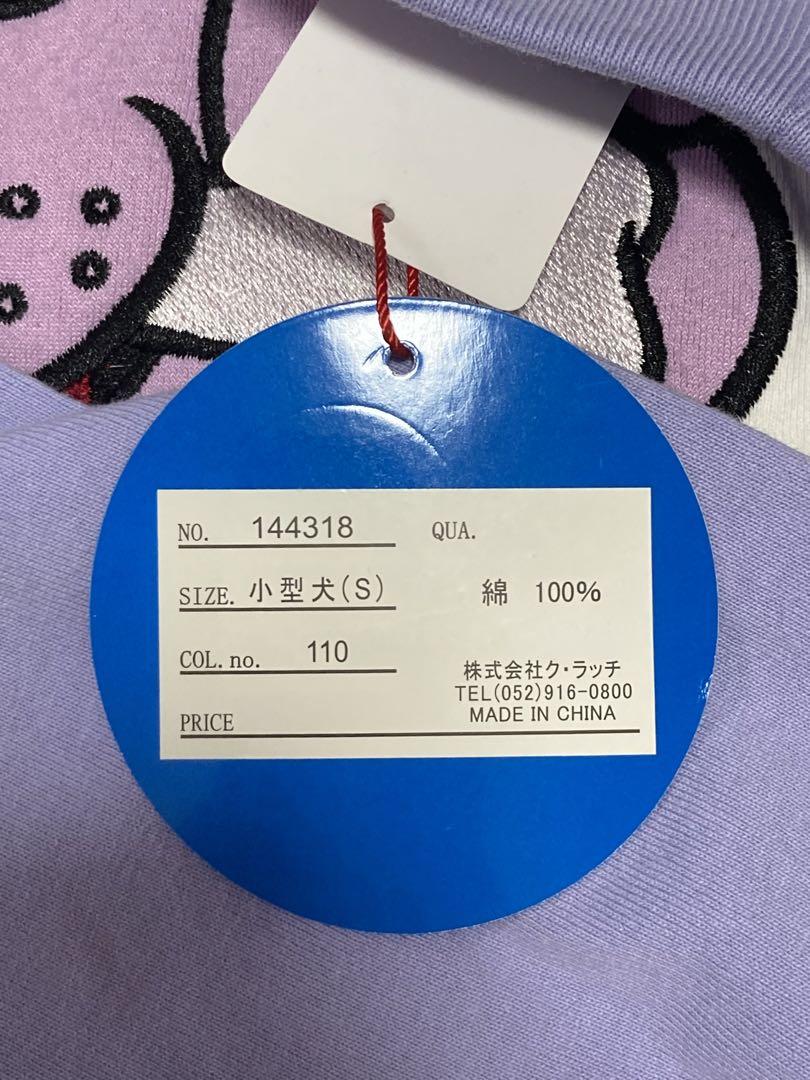 NO. 144318
QUA.
SIZE. 小型犬(S)
綿 100%
COL.no. 110
株式会社ク・ラッチ
TEL(052)916-0800
MADE IN CHINA
PRICE